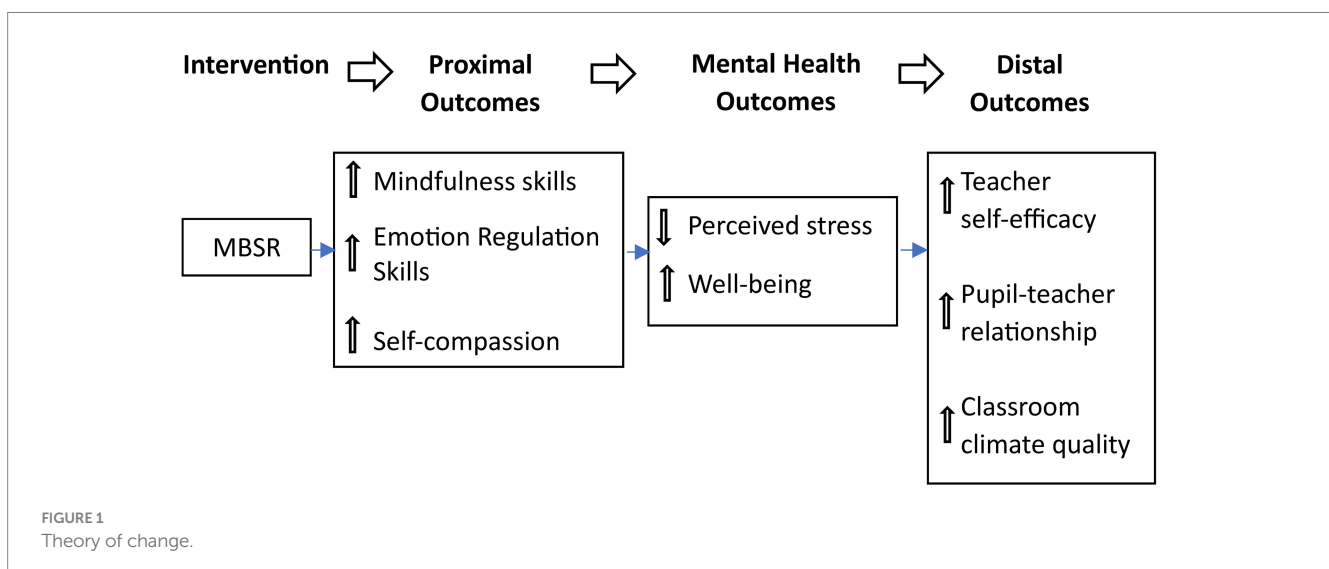 Intervention
Proximal
Outcomes
Mental Health
Outcomes
Distal
Outcomes
MBSR
Mindfulness skills
Emotion Regulation
Skills
Self-compassion
Perceived stress
Well-being
Teacher
self-efficacy
Pupil-teacher
relationship
Classroom
climate quality
FIGURE 1
Theory of change.